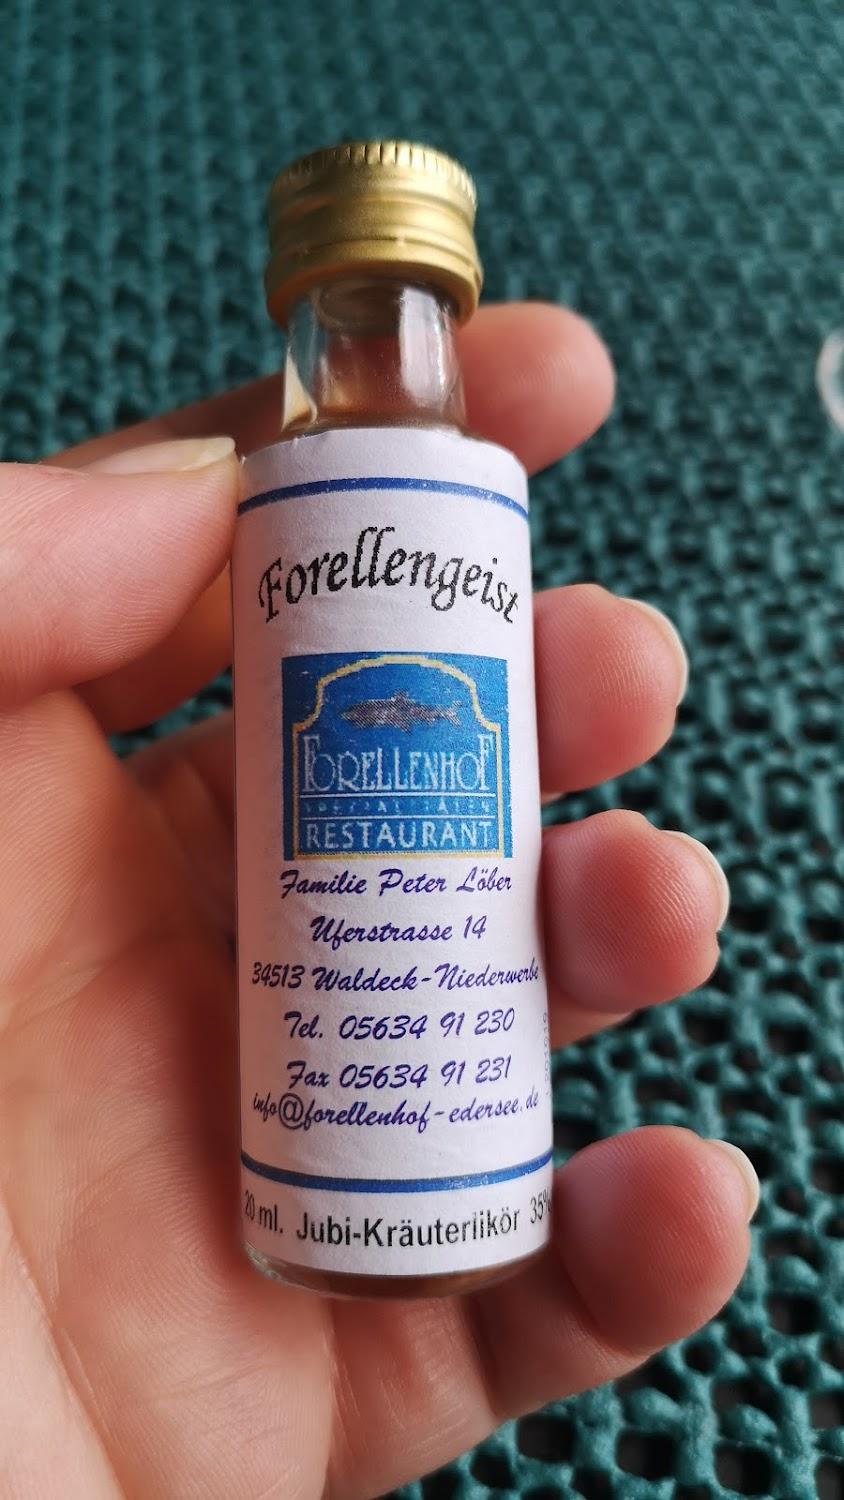 Forellengeist
FORELLENHOF
SPEZIALITÄTEN
RESTAURANT
Familie Peter Löber
Uferstrasse 14
34513 Waldeck-Niederwerbe
Tel. 05634 91 230
Fax 05634 91 231
info@forellenhof-edersee.de
20 ml. Jubi-Kräuterlikör 35%